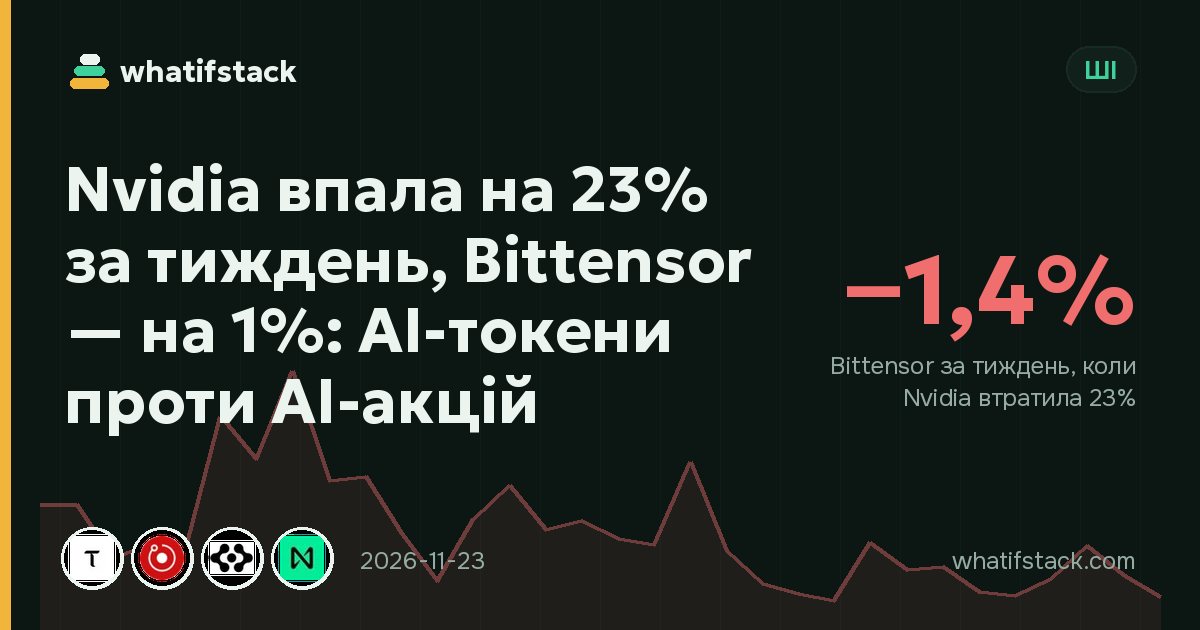 whatifstack
ШІ
Nvidia впала на 23%
за тиждень, Bittensor
— на 1%: AI-токени
проти AI-акцій
−1,4%
Bittensor за тиждень, коли
Nvidia втратила 23%
τ
2026-11-23
whatifstack.com